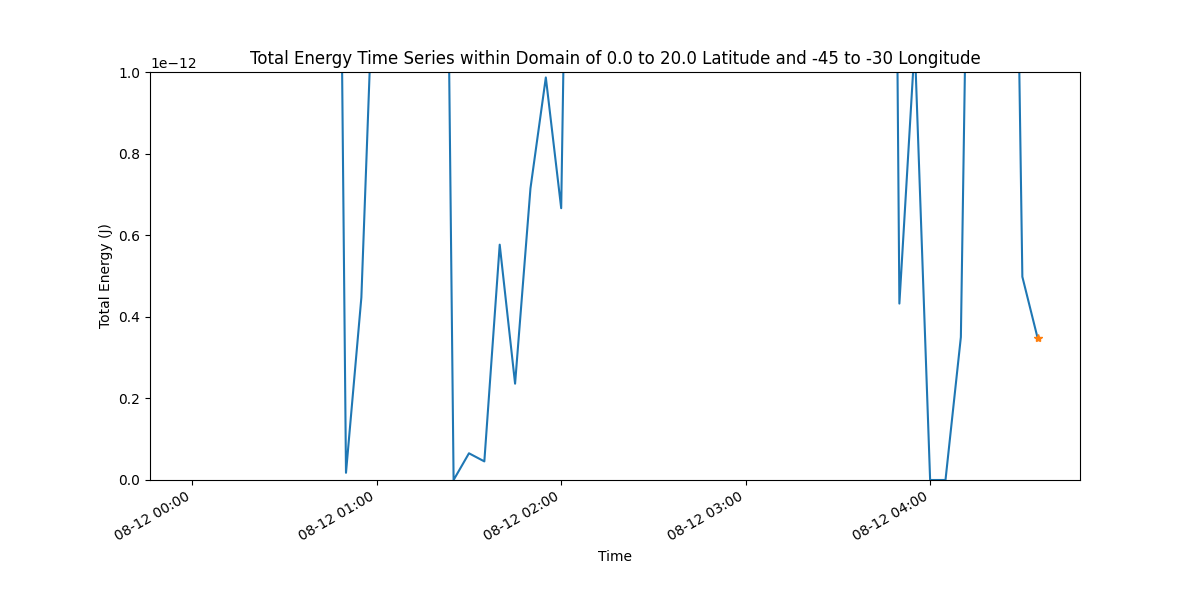 Total Energy Time Series within Domain of 0.0 to 20.0 Latitude and -45 to -30 Longitude
1e−12
1.0
0.8
0.6
0.4
0.2
0.0
Total Energy (J)
08-12 00:00
08-12 01:00
08-12 02:00
08-12 03:00
08-12 04:00
Time